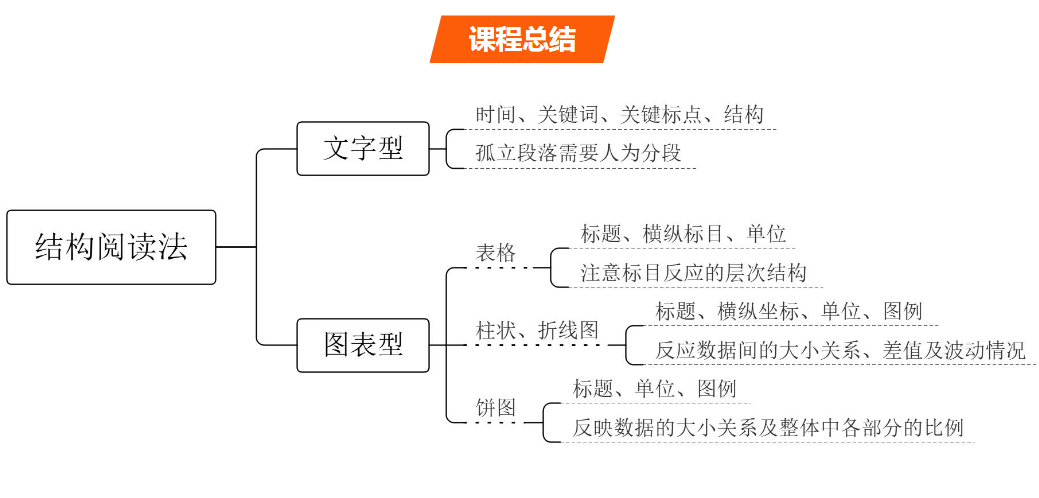 课程总结
结构阅读法
文字型
时间、关键词、关键标点、结构
孤立段落需要人为分段
图表型
表格
标题、横纵标目、单位
注意标目反应的层次结构
柱状、折线图
标题、横纵坐标、单位、图例
反应数据间的大小关系、差值及波动情况
饼图
标题、单位、图例
反映数据的大小关系及整体中各部分的比例